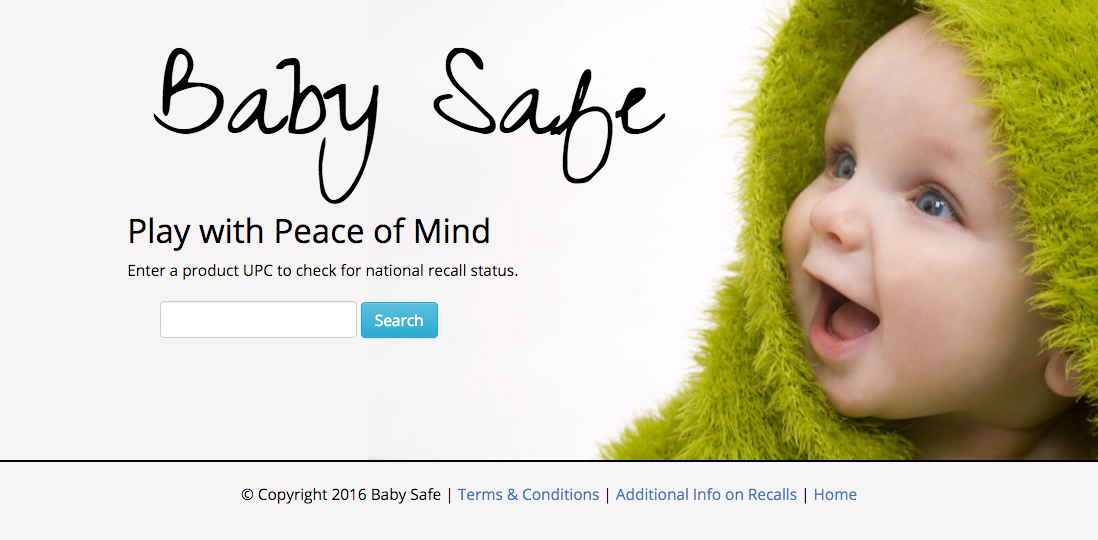 Baby Safe
Play with Peace of Mind
Enter a product UPC to check for national recall status.
Search
© Copyright 2016 Baby Safe | Terms & Conditions | Additional Info on Recalls | Home